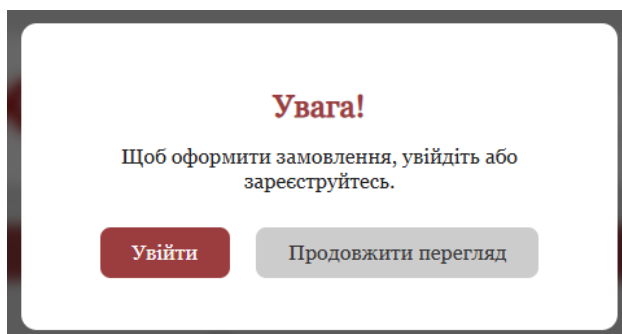 Увага!
Щоб оформити замовлення, увійдіть або
зареєструйтесь.
Увійти
Продовжити перегляд